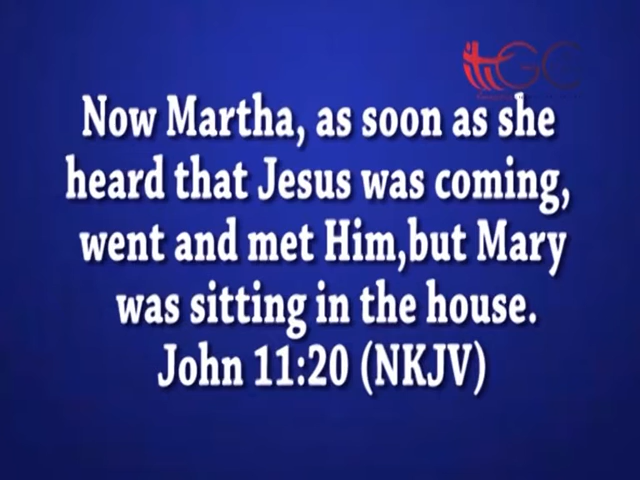 GC
Now Martha, as soon as she
heard that Jesus was coming,
went and met Him,but Mary
was sitting in the house.
John 11:20 (NKJV)